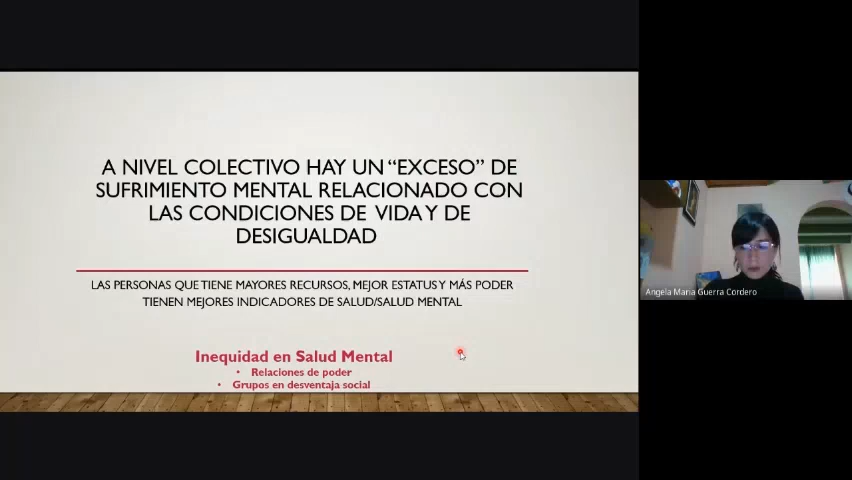 A NIVEL COLECTIVO HAY UN “EXCESO” DE
SUFRIMIENTO MENTAL RELACIONADO CON
LAS CONDICIONES DE VIDA Y DE
DESIGUALDAD
LAS PERSONAS QUE TIENE MAYORES RECURSOS, MEJOR ESTATUS Y MÁS PODER
TIENEN MEJORES INDICADORES DE SALUD/SALUD MENTAL
Inequidad en Salud Mental
• Relaciones de poder
• Grupos en desventaja social
Angela Maria Guerra Cordero